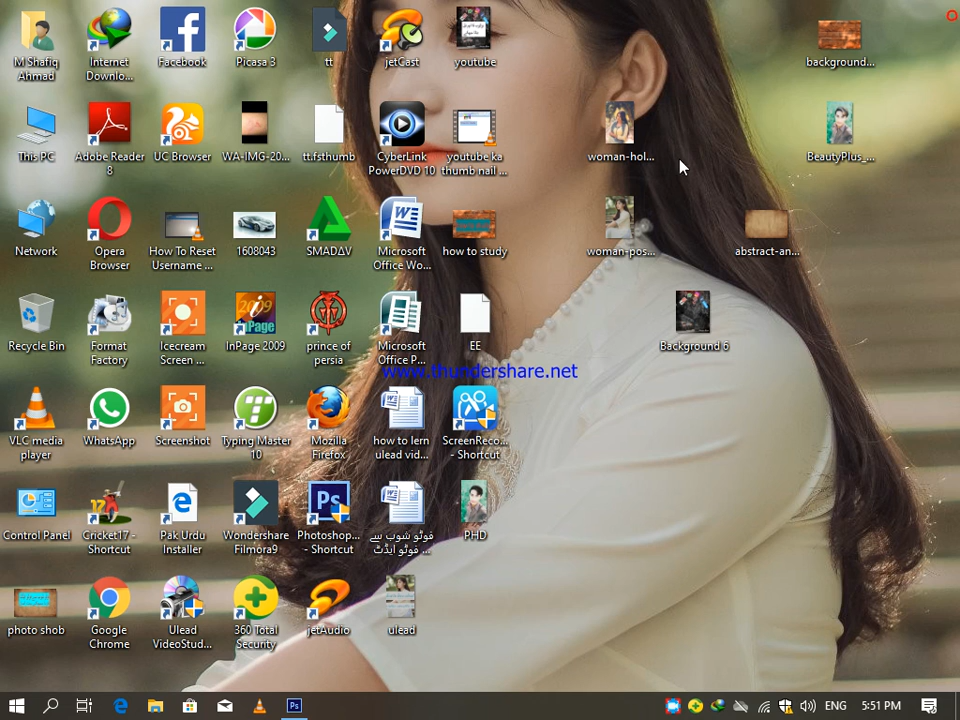 M Shafiq
Ahmad
Internet
Downlo...
Facebook
Picasa 3
tt
jetCast
youtube
background...
This PC
Adobe Reader
8
UC Browser
WA-IMG-20...
tt.fsthumb
CyberLink
PowerDVD 10
youtube ka
thumb nail ...
woman-hol...
BeautyPlus_...
Network
Opera
Browser
How To Reset
Username ...
1608043
SMADΔV
Microsoft
Office Wo...
how to study
woman-pos...
abstract-an...
Recycle Bin
Format
Factory
Icecream
Screen ...
InPage 2009
prince of
persia
Microsoft
Office P...
EE
Background 6
www.thundershare.net
VLC media
player
WhatsApp
Screenshot
Typing Master
10
Mozilla
Firefox
how to lern
ulead vid...
ScreenReco...
- Shortcut
Control Panel
Cricket17 -
Shortcut
Pak Urdu
Installer
Wondershare
Filmora9
Photoshop...
- Shortcut
فوٹو شوپ سے
فوٹو ایڈٹ ...
PHD
photo shob
Google
Chrome
Ulead
VideoStud...
360 Total
Security
jetAudio
ulead
ENG
5:51 PM